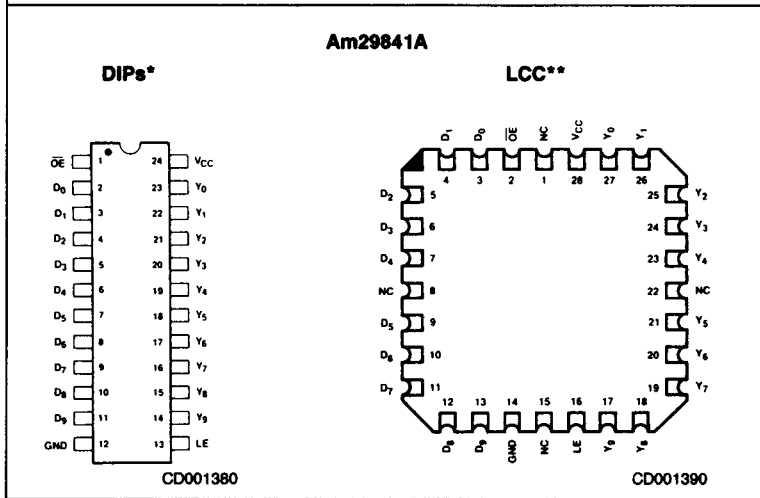 Am29841A
DIPs*
OE 1 24 VCC
D0 2 23 Y0
D1 3 22 Y1
D2 4 21 Y2
D3 5 20 Y3
D4 6 19 Y4
D5 7 18 Y5
D6 8 17 Y6
D7 9 16 Y7
D8 10 15 Y8
D9 11 14 Y9
GND 12 13 LE
CD001380
LCC**
D1 D0 OE NC VCC Y0 Y1
4 3 2 1 28 27 26
D2 5 25 Y2
D3 6 24 Y3
D4 7 23 Y4
NC 8 22 NC
D5 9 21 Y5
D6 10 20 Y6
D7 11 19 Y7
12 13 14 15 16 17 18
D8 D9 GND NC LE Y9 Y8
CD001390